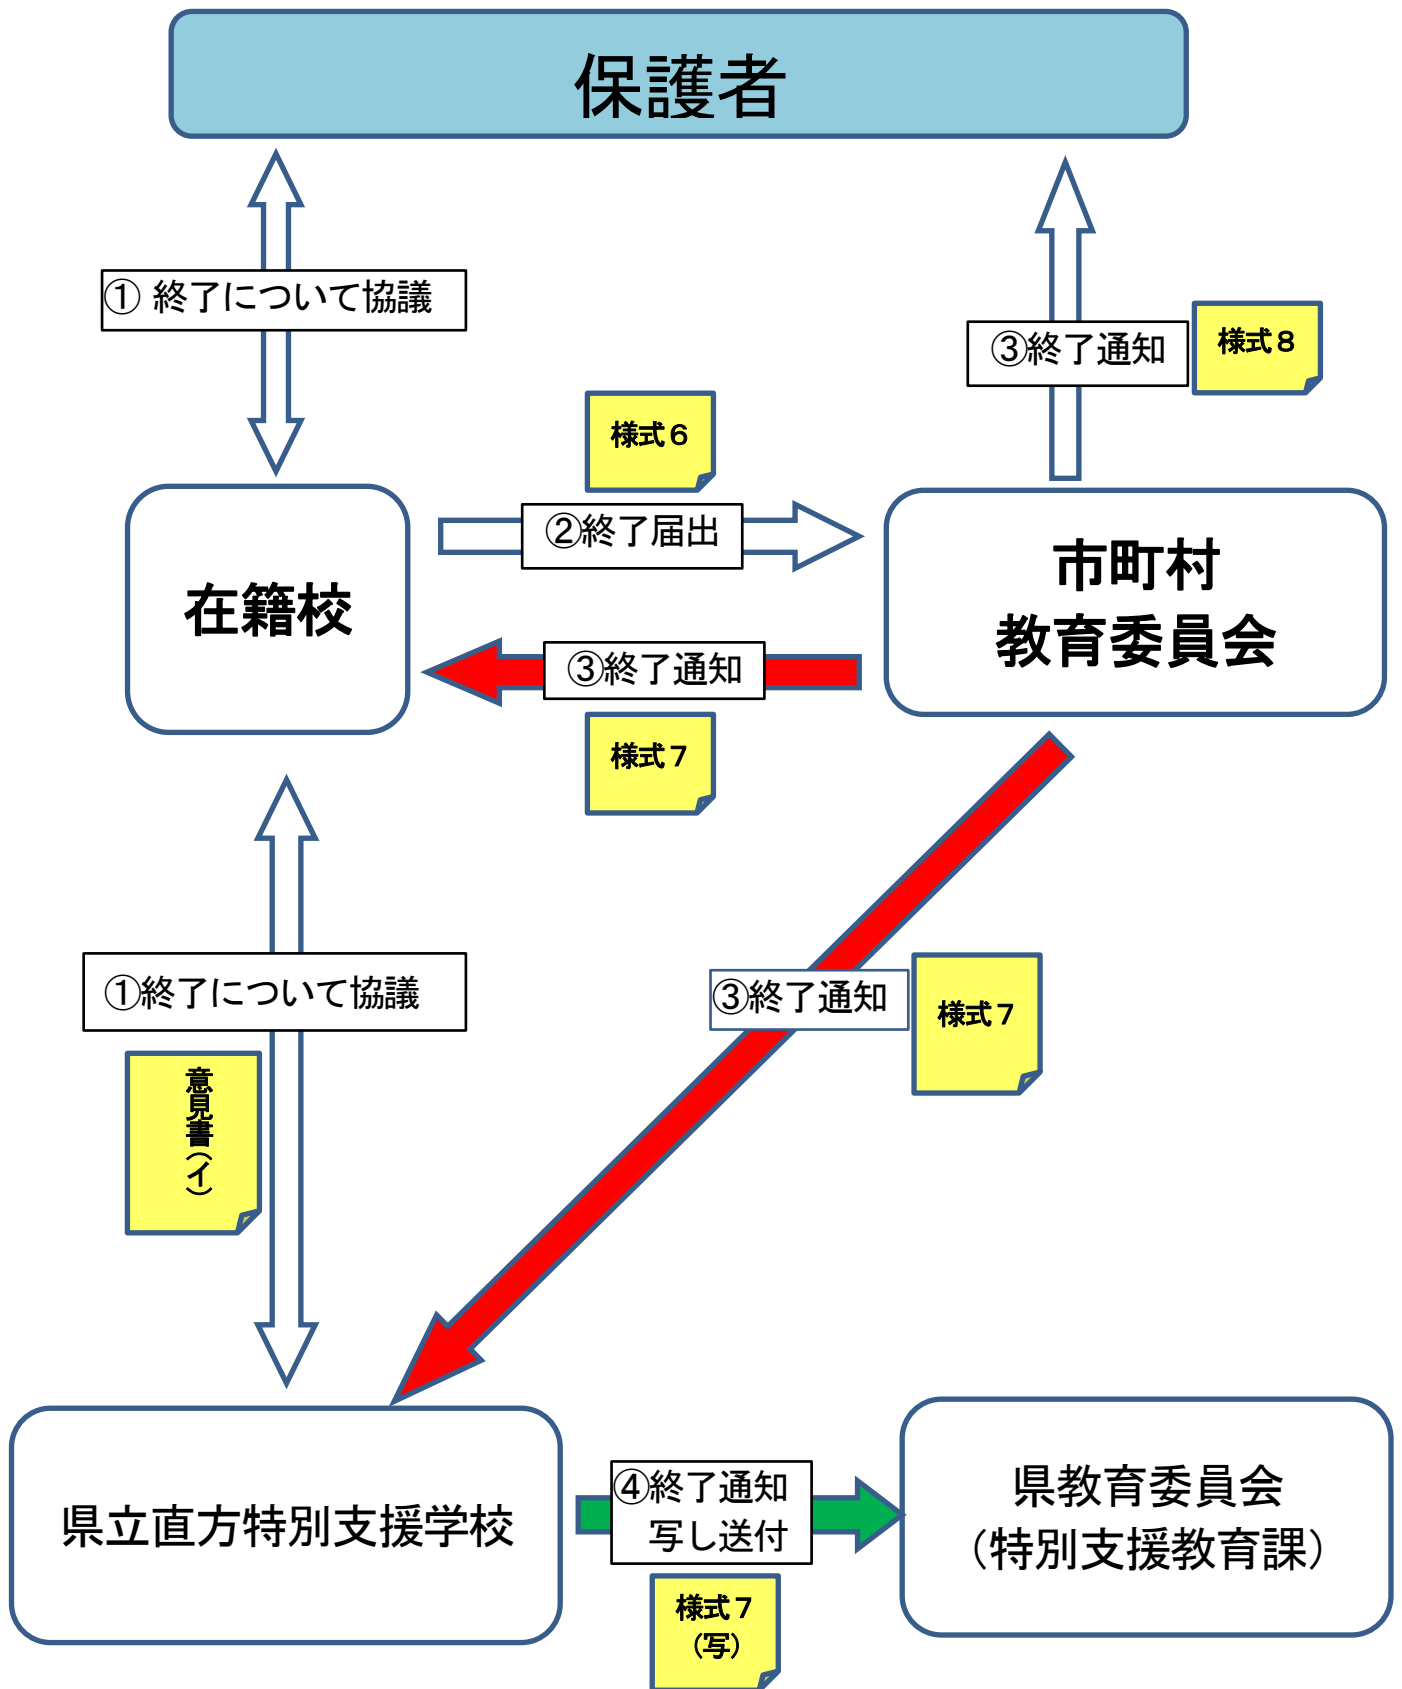 保護者
① 終了について協議
③終了通知
様式８
様式６
②終了届出
在籍校
市町村
教育委員会
③終了通知
様式７
①終了について協議
意見書（イ）
③終了通知
様式７
県立直方特別支援学校
④終了通知
写し送付
様式７
（写）
県教育委員会
（特別支援教育課）